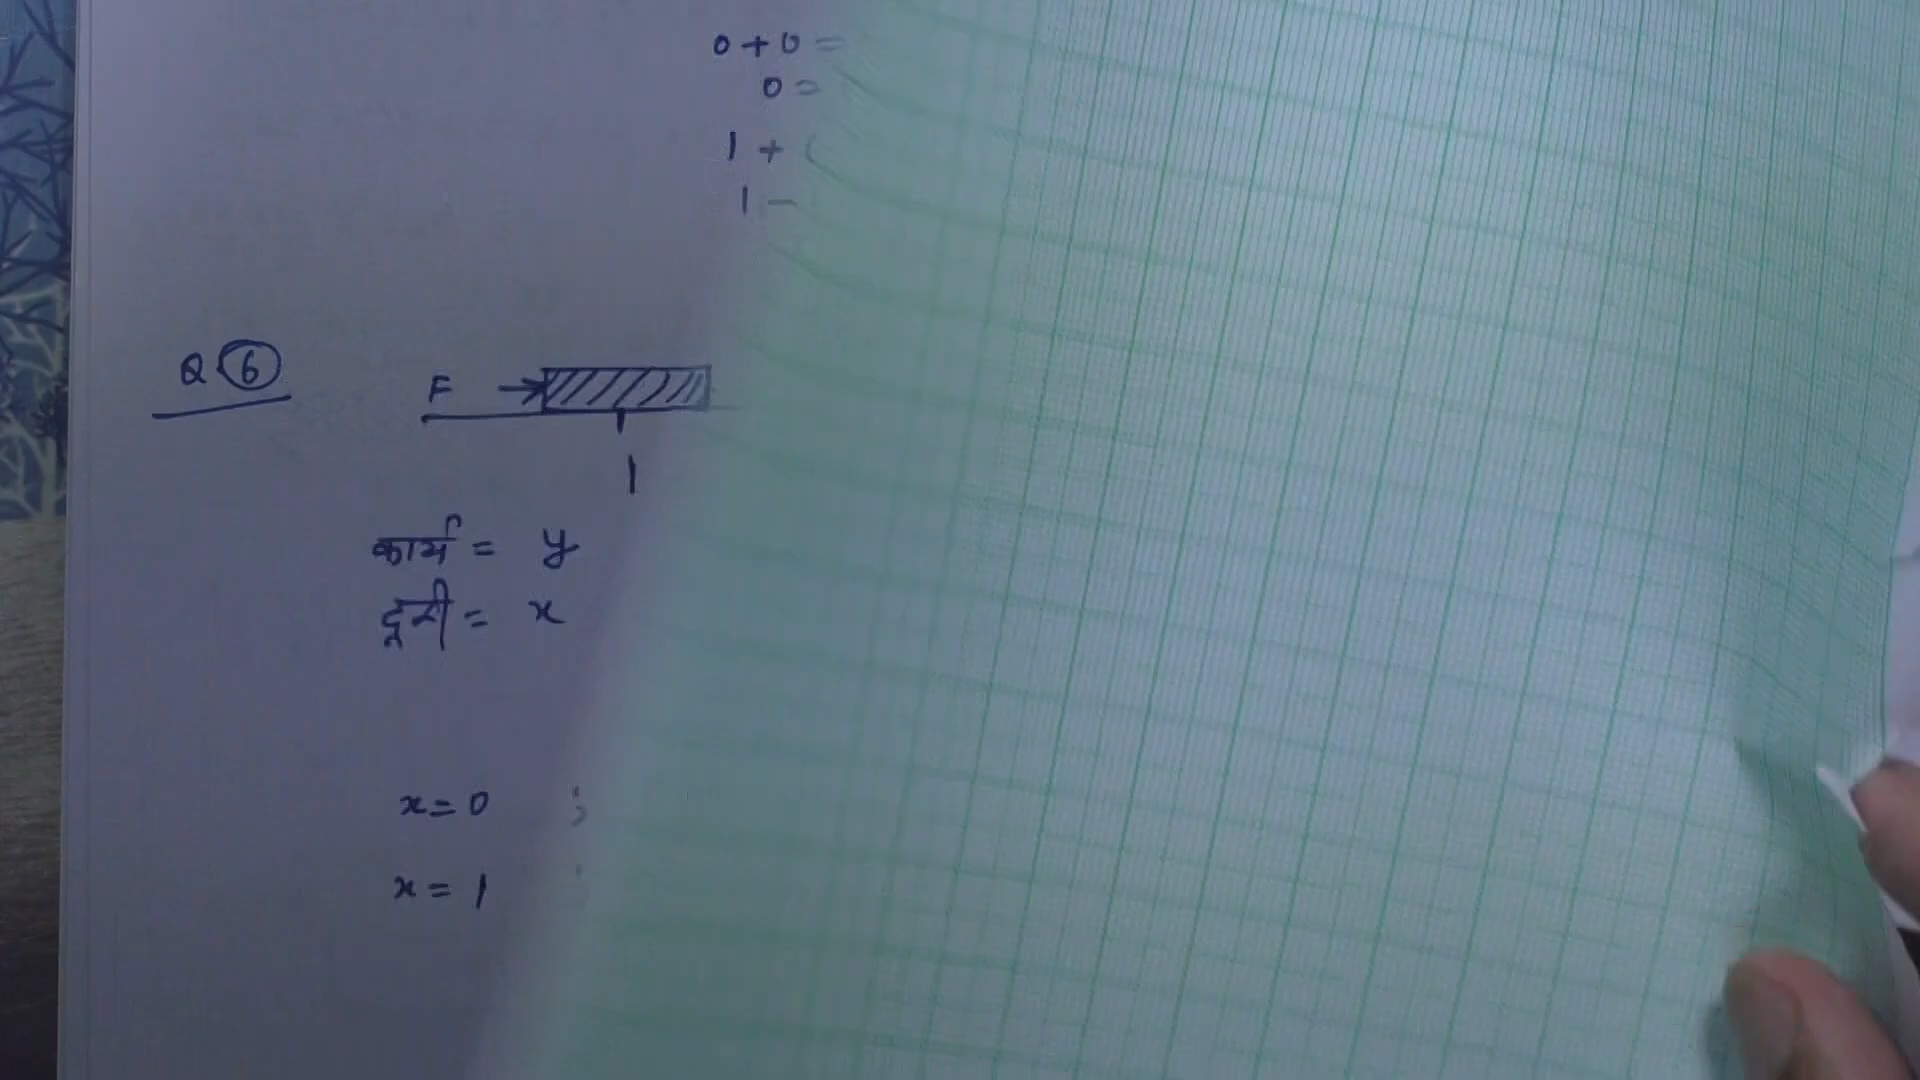 0 + 0 =
0 =
1 +
1 -
Q 6
F
1
कार्य = y
दूरी = x
x = 0 ;
x = 1